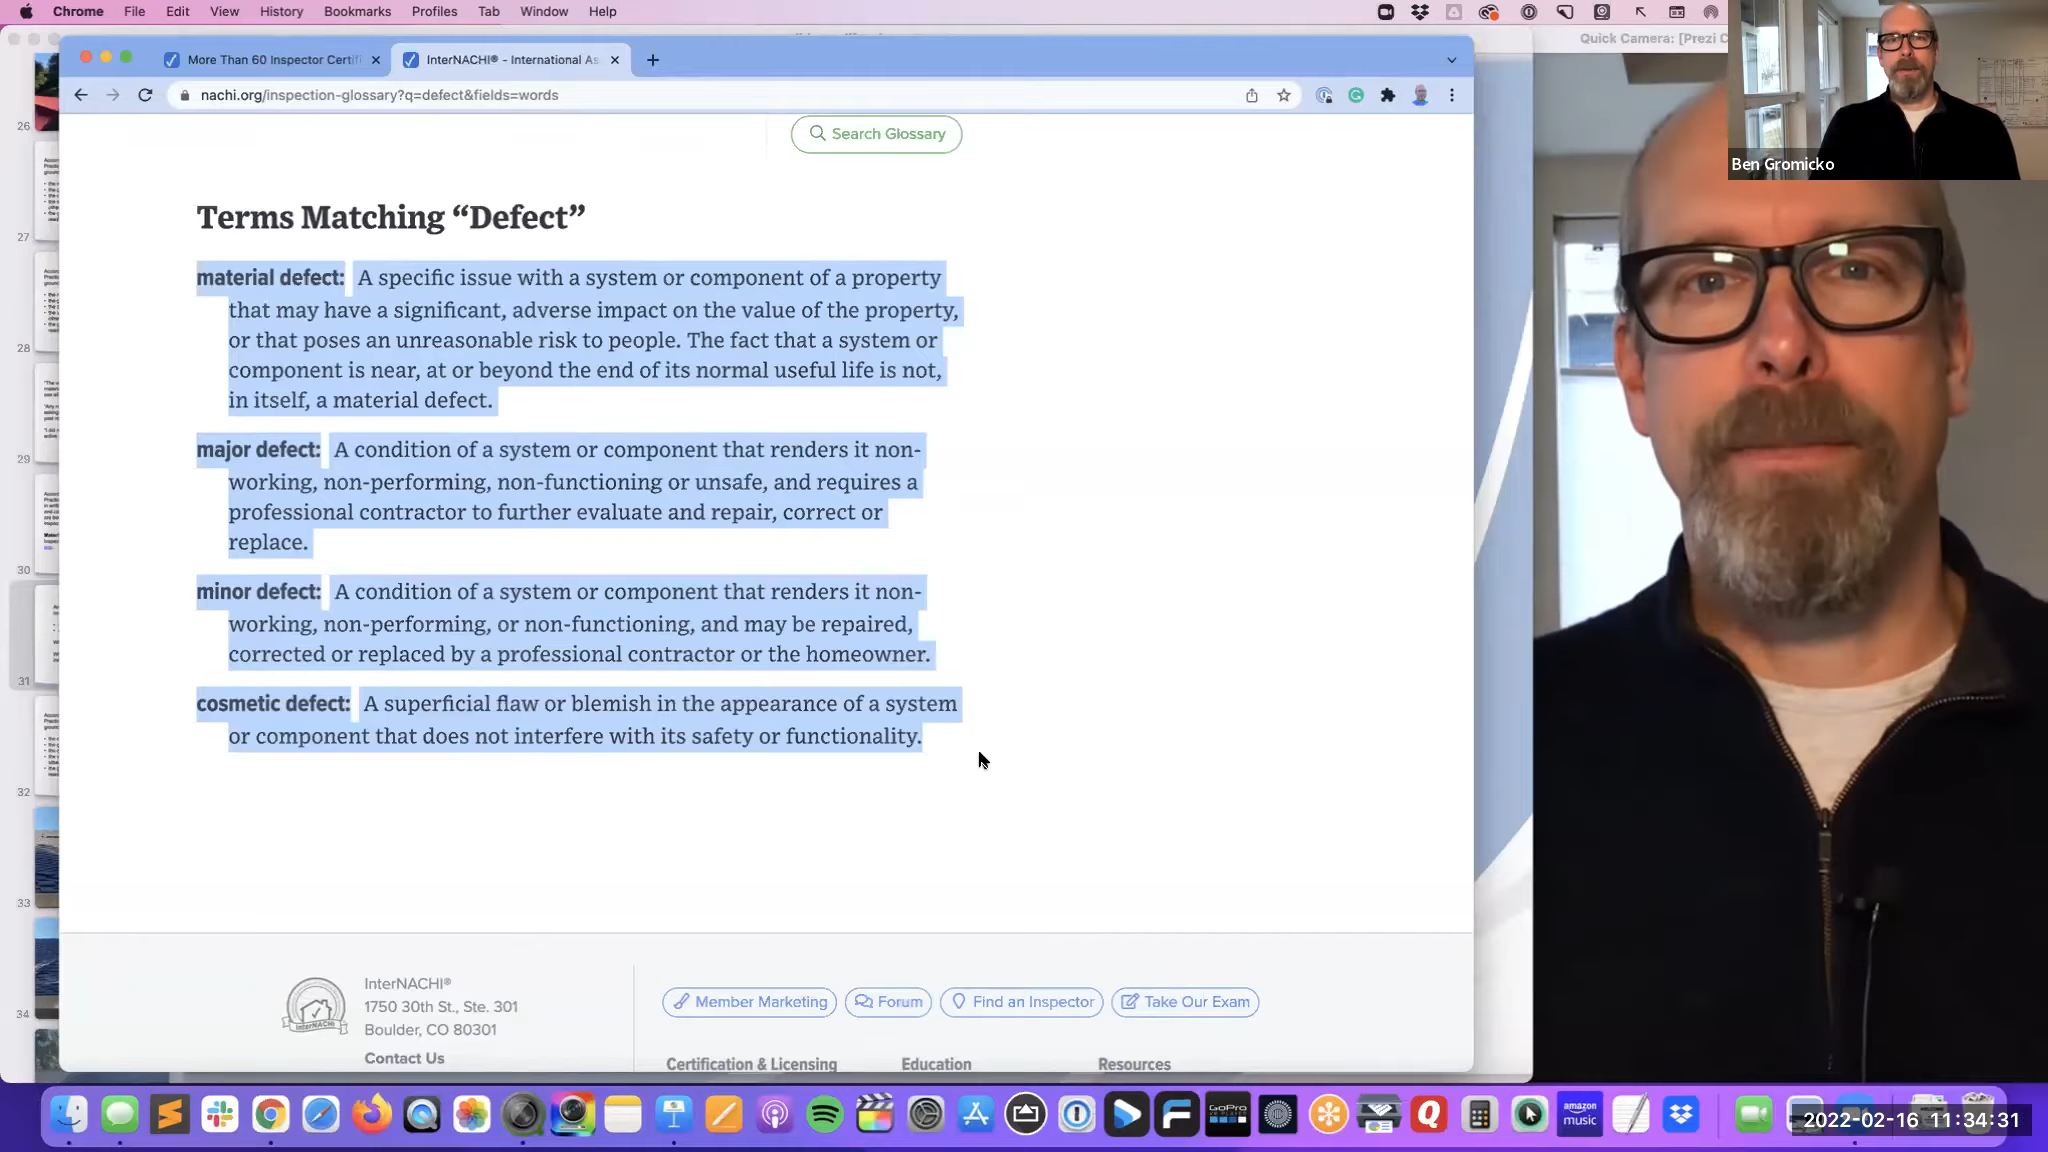 Chrome File Edit View History Bookmarks Profiles Tab Window Help
Quick Camera: [Prezi C
More Than 60 Inspector Certifi
InterNACHI® - International As
nachi.org/inspection-glossary?q=defect&fields=words
Ben Gromicko
Search Glossary
Terms Matching “Defect”
material defect: A specific issue with a system or component of a property
that may have a significant, adverse impact on the value of the property,
or that poses an unreasonable risk to people. The fact that a system or
component is near, at or beyond the end of its normal useful life is not,
in itself, a material defect.
major defect: A condition of a system or component that renders it non-
working, non-performing, non-functioning or unsafe, and requires a
professional contractor to further evaluate and repair, correct or
replace.
minor defect: A condition of a system or component that renders it non-
working, non-performing, or non-functioning, and may be repaired,
corrected or replaced by a professional contractor or the homeowner.
cosmetic defect: A superficial flaw or blemish in the appearance of a system
or component that does not interfere with its safety or functionality.
26
27
28
29
30
31
32
33
34
InterNACHI®
1750 30th St., Ste. 301
Boulder, CO 80301
Contact Us
Member Marketing
Forum
Find an Inspector
Take Our Exam
Certification & Licensing
Education
Resources
GoPro
amazon
music
2022-02-16 11:34:31